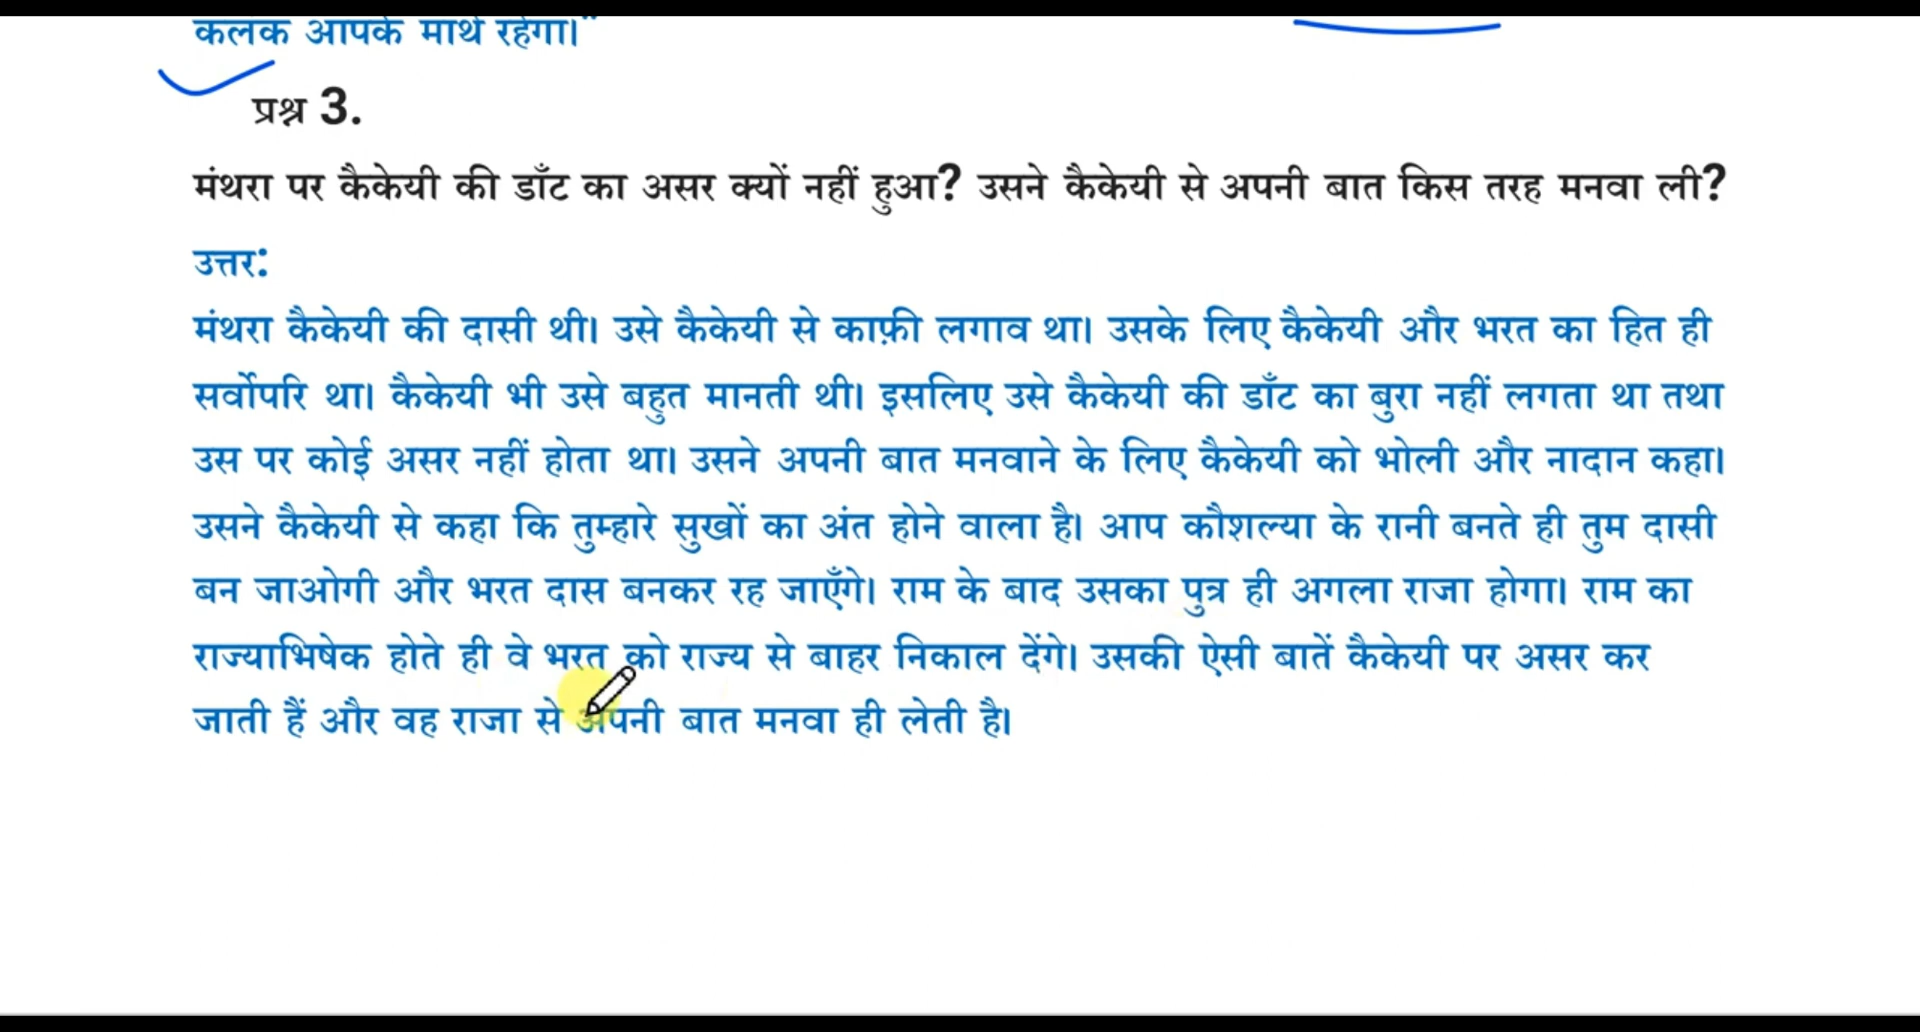 कलंक आपके माथे रहेगा।"
प्रश्न 3.
मंथरा पर कैकेयी की डाँट का असर क्यों नहीं हुआ? उसने कैकेयी से अपनी बात किस तरह मनवा ली?
उत्तर:
मंथरा कैकेयी की दासी थी। उसे कैकेयी से काफ़ी लगाव था। उसके लिए कैकेयी और भरत का हित ही
सर्वोपरि था। कैकेयी भी उसे बहुत मानती थी। इसलिए उसे कैकेयी की डाँट का बुरा नहीं लगता था तथा
उस पर कोई असर नहीं होता था। उसने अपनी बात मनवाने के लिए कैकेयी को भोली और नादान कहा।
उसने कैकेयी से कहा कि तुम्हारे सुखों का अंत होने वाला है। आप कौशल्या के रानी बनते ही तुम दासी
बन जाओगी और भरत दास बनकर रह जाएँगे। राम के बाद उसका पुत्र ही अगला राजा होगा। राम का
राज्याभिषेक होते ही वे भरत को राज्य से बाहर निकाल देंगे। उसकी ऐसी बातें कैकेयी पर असर कर
जाती हैं और वह राजा से अपनी बात मनवा ही लेती है।